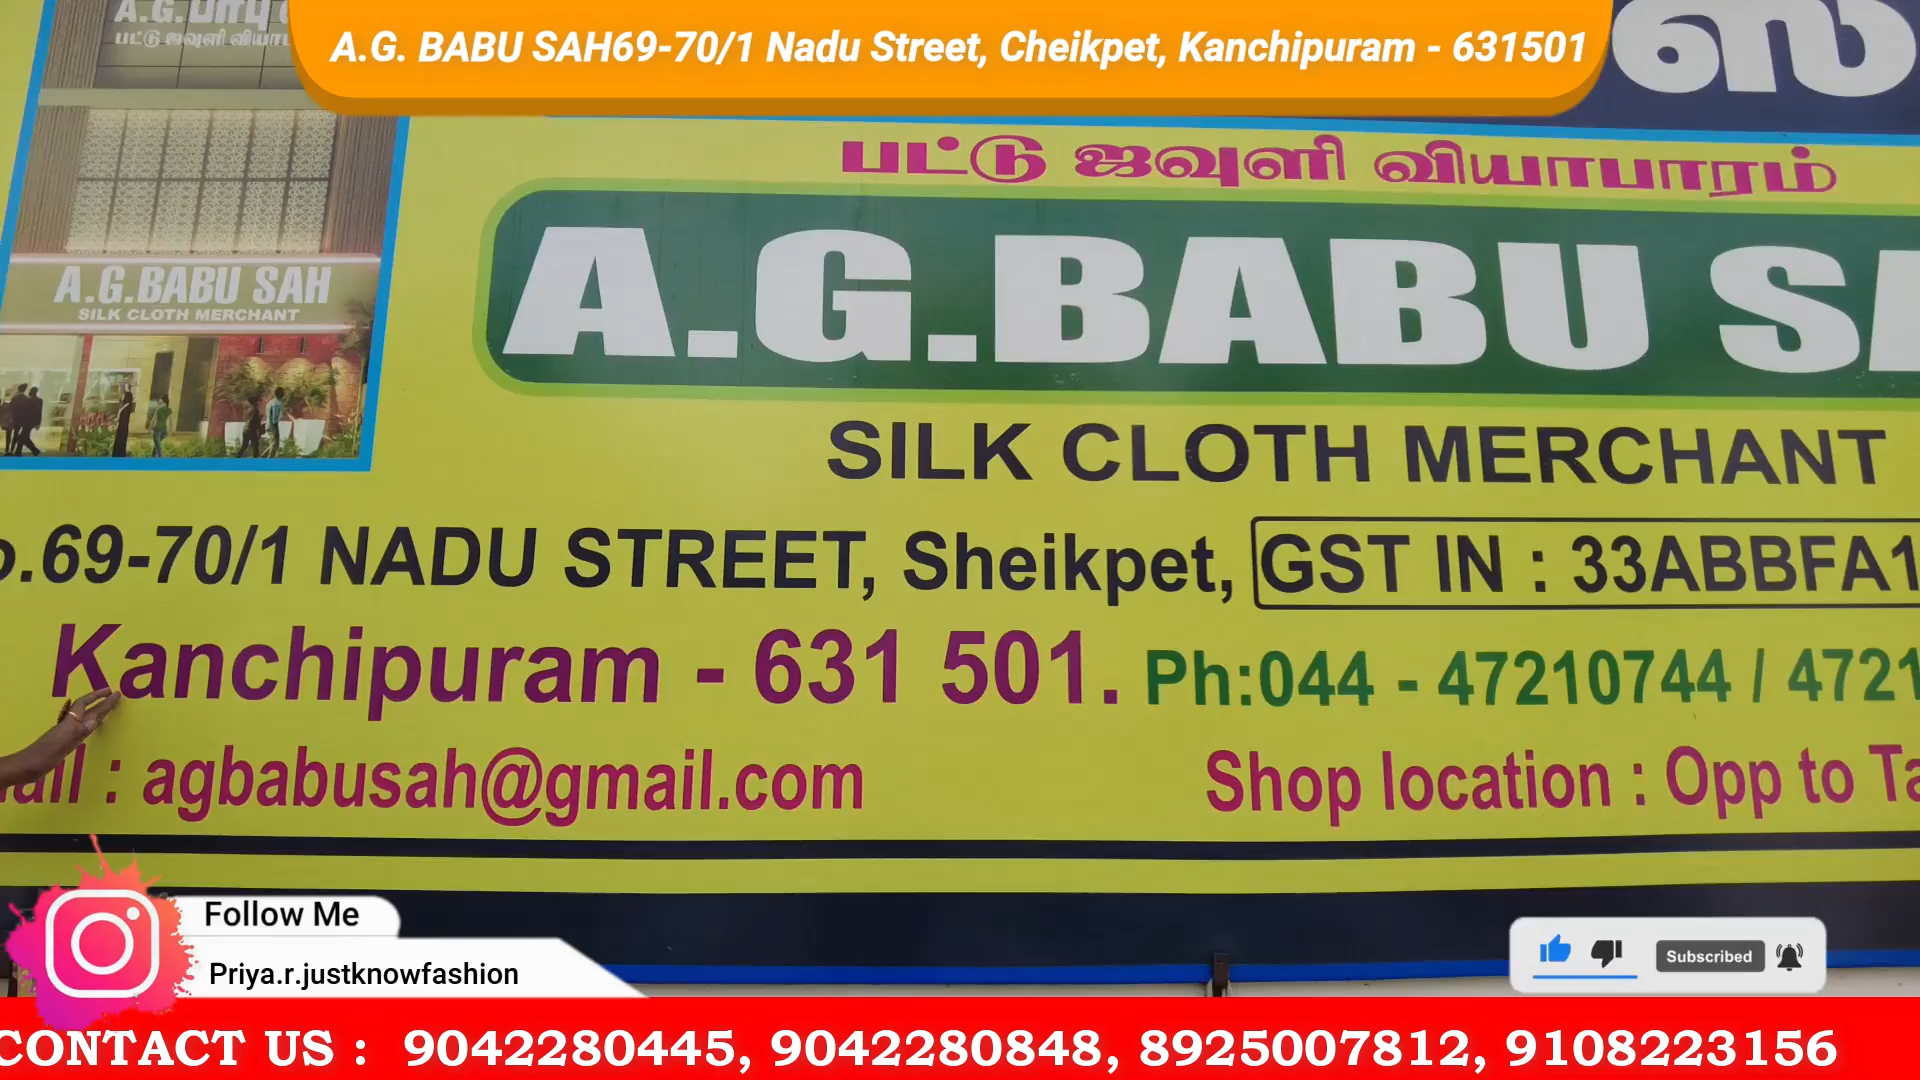 A.G. BABU SAH69-70/1 Nadu Street, Cheikpet, Kanchipuram - 631501
பட்டு ஜவுளி வியாபாரம்
A.G.BABU
A.G.BABU SAH
SILK CLOTH MERCHANT
SILK CLOTH MERCHANT
69-70/1 NADU STREET, Sheikpet, GST IN : 33ABBFA1
Kanchipuram - 631 501. Ph:044 - 47210744 / 4721
: agbabusah@gmail.com
Shop location : Opp to
Follow Me
Priya.r.justknowfashion
Subscribed
CONTACT US : 9042280445, 9042280848, 8925007812, 9108223156